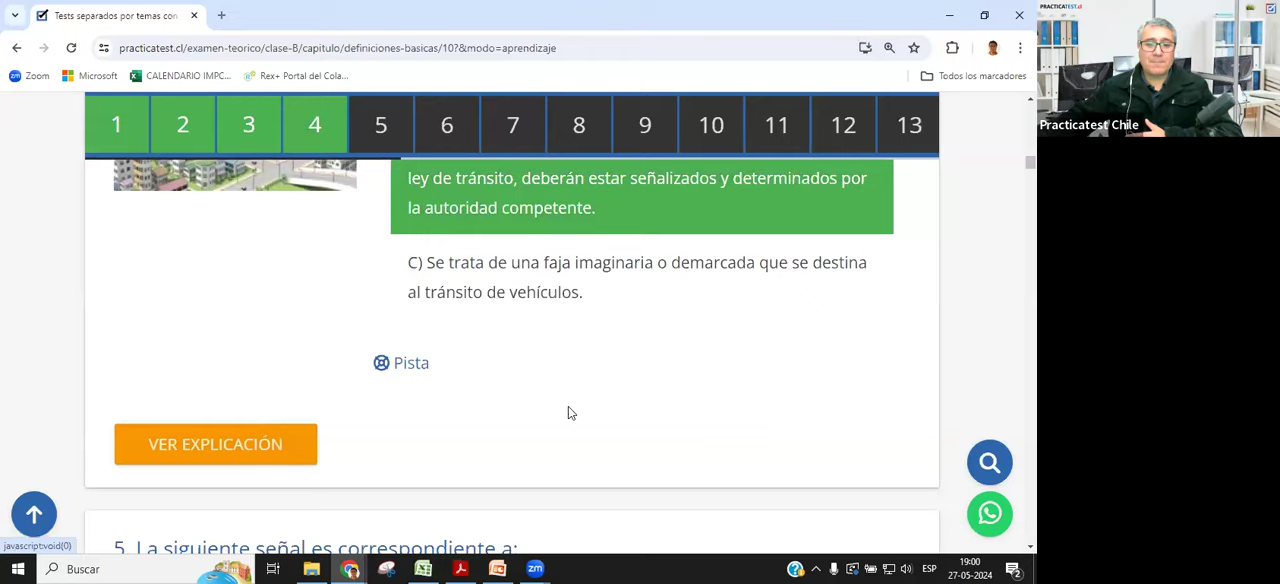 Tests separados por temas con
practicatest.cl/examen-teorico/clase-B/capitulo/definiciones-basicas/10?&modo=aprendizaje
Zoom
Microsoft
CALENDARIO IMPC...
Rex+ Portal del Cola...
Todos los marcadores
1 2 3 4 5 6 7 8 9 10 11 12 13
ley de tránsito, deberán estar señalizados y determinados por
la autoridad competente.
C) Se trata de una faja imaginaria o demarcada que se destina
al tránsito de vehículos.
Pista
VER EXPLICACIÓN
5. La siguiente señal es correspondiente a:
javascript:void(0)
Buscar
zm
ESP
19:00
27-05-2024
2
PRACTICATEST.cl
Practicatest Chile